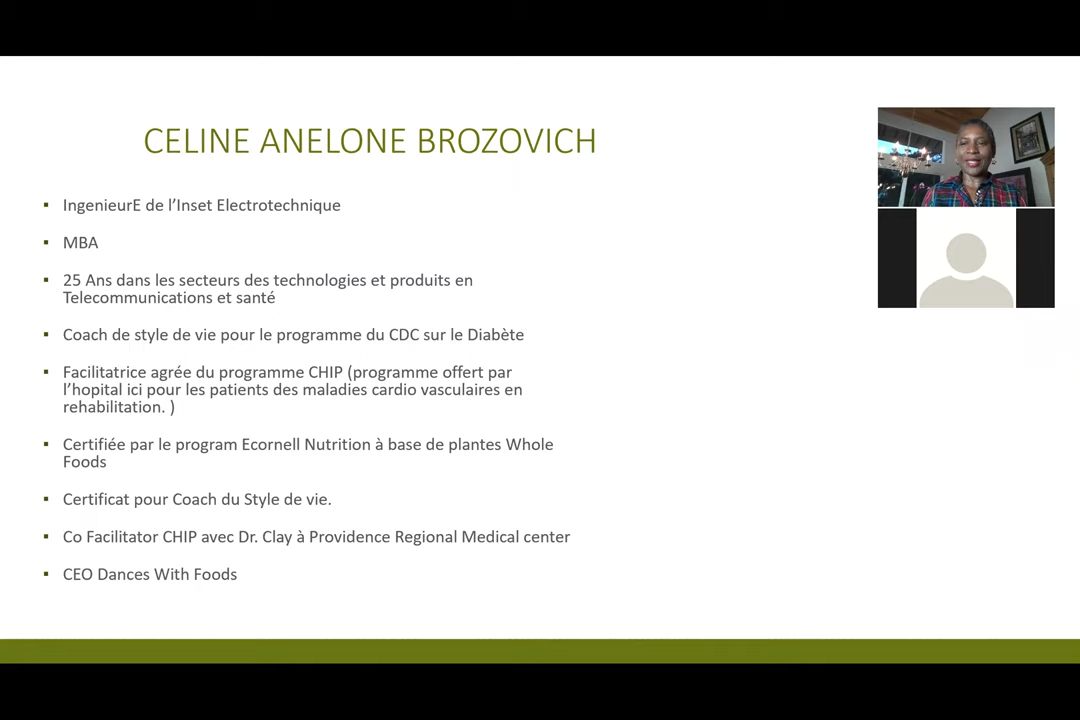 CELINE ANELONE BROZOVICH
IngenieurE de l’Inset Electrotechnique
MBA
25 Ans dans les secteurs des technologies et produits en
Telecommunications et santé
Coach de style de vie pour le programme du CDC sur le Diabète
Facilitatrice agrée du programme CHIP (programme offert par
l’hopital ici pour les patients des maladies cardio vasculaires en
rehabilitation. )
Certifiée par le program Ecornell Nutrition à base de plantes Whole
Foods
Certificat pour Coach du Style de vie.
Co Facilitator CHIP avec Dr. Clay à Providence Regional Medical center
CEO Dances With Foods